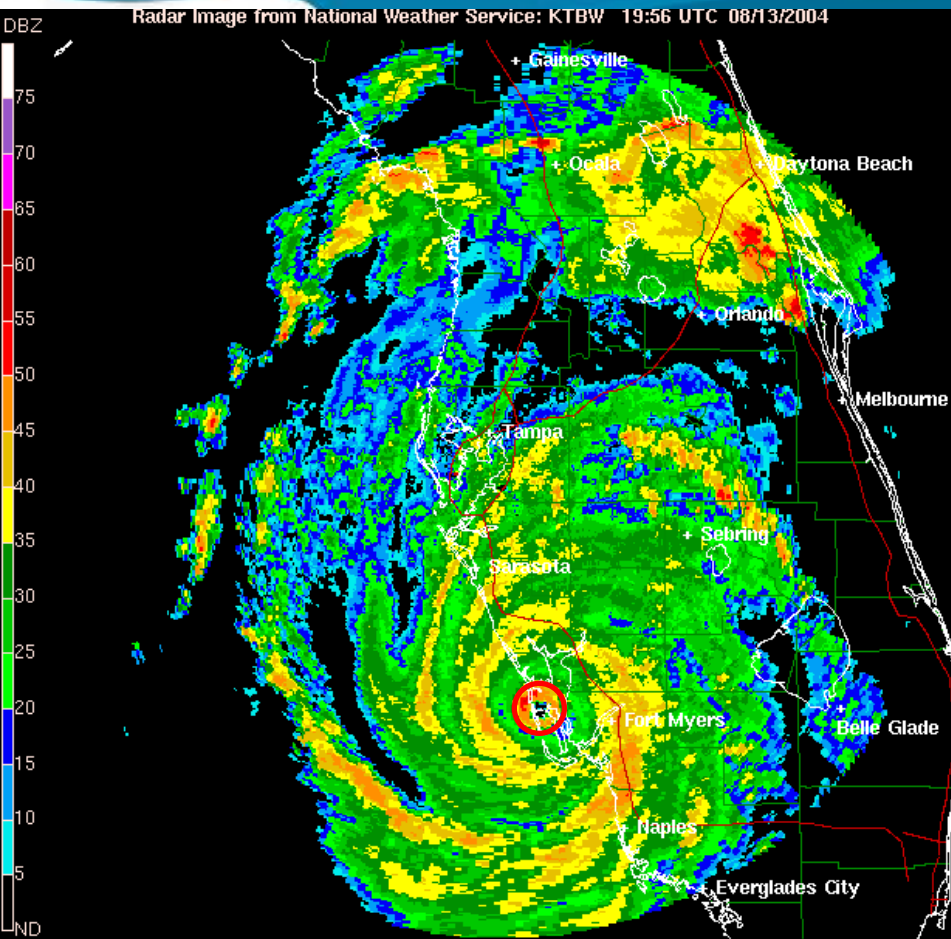 Radar Image from National Weather Service: KTBW 19:56 UTC 08/13/2004
DBZ
Gainesville
75
70
Ocala
Daytona Beach
65
60
55
Orlando
50
Melbourne
45
Tampa
40
35
Sebring
Sarasota
30
25
20
Fort Myers
Belle Glade
15
10
Naples
5
Everglades City
ND